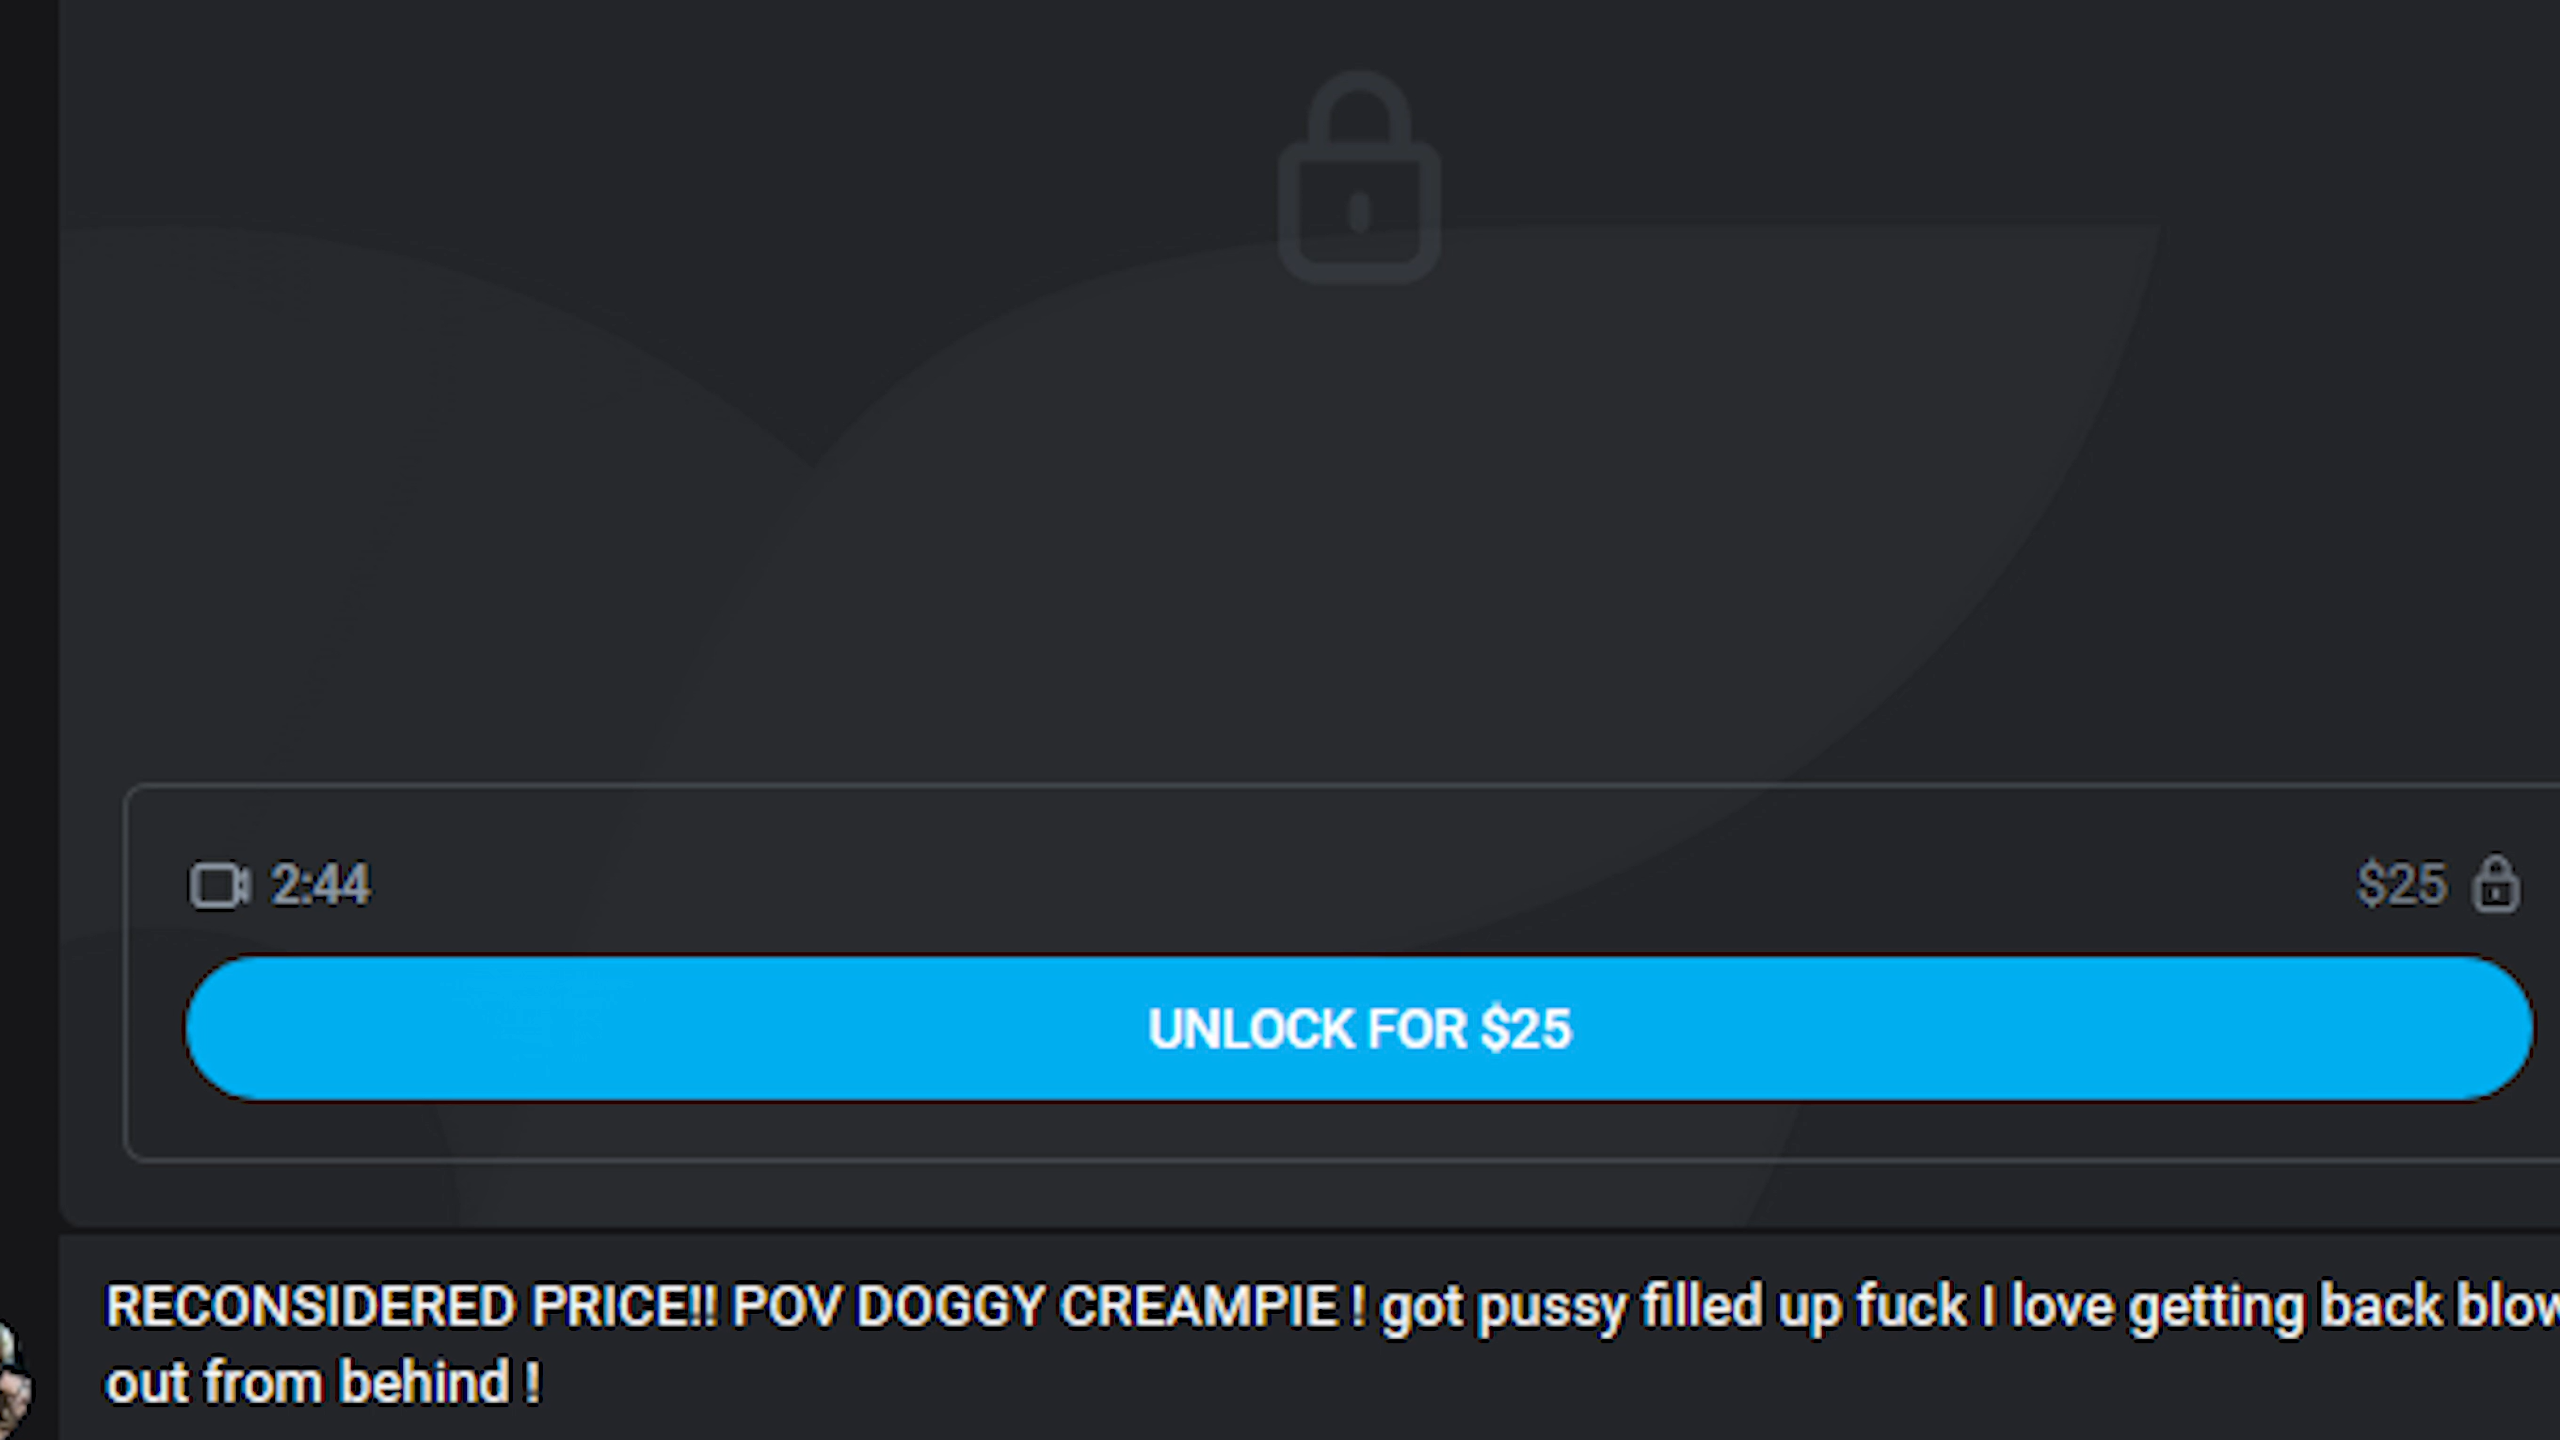 2:44 $25
UNLOCK FOR $25
RECONSIDERED PRICE!! POV DOGGY CREAMPIE ! got pussy filled up fuck I love getting back blow
out from behind !